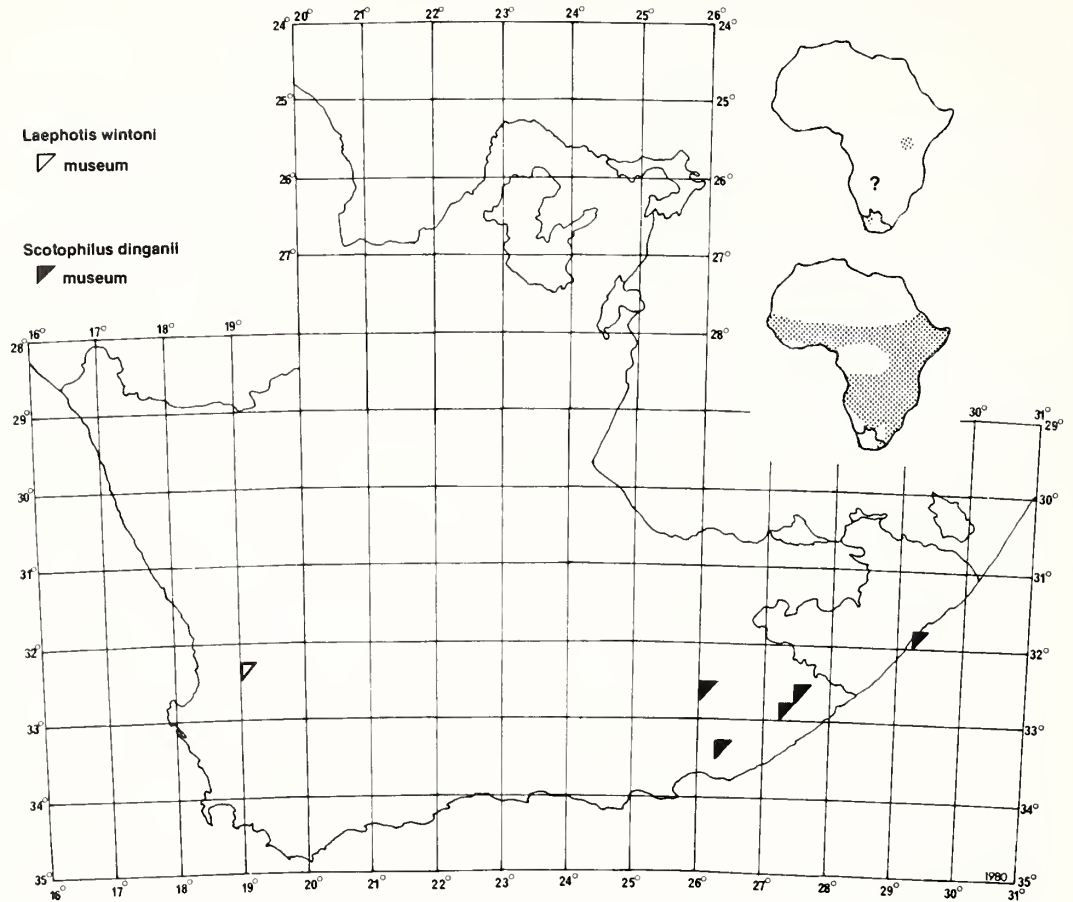 20° 21° 22° 23° 24° 25° 26°
24° 24°
25° 25°
Laephotis wintoni
museum
26° 26°
?
Scotophilus dinganii
museum
27° 27°
16° 17° 18° 19°
28° 28°
30° 31°
29° 29°
30° 30°
31° 31°
32° 32°
33° 33°
34° 34°
35° 35°
1980
16° 17° 18° 19° 20° 21° 22° 23° 24° 25° 26° 27° 28° 29° 30° 31°